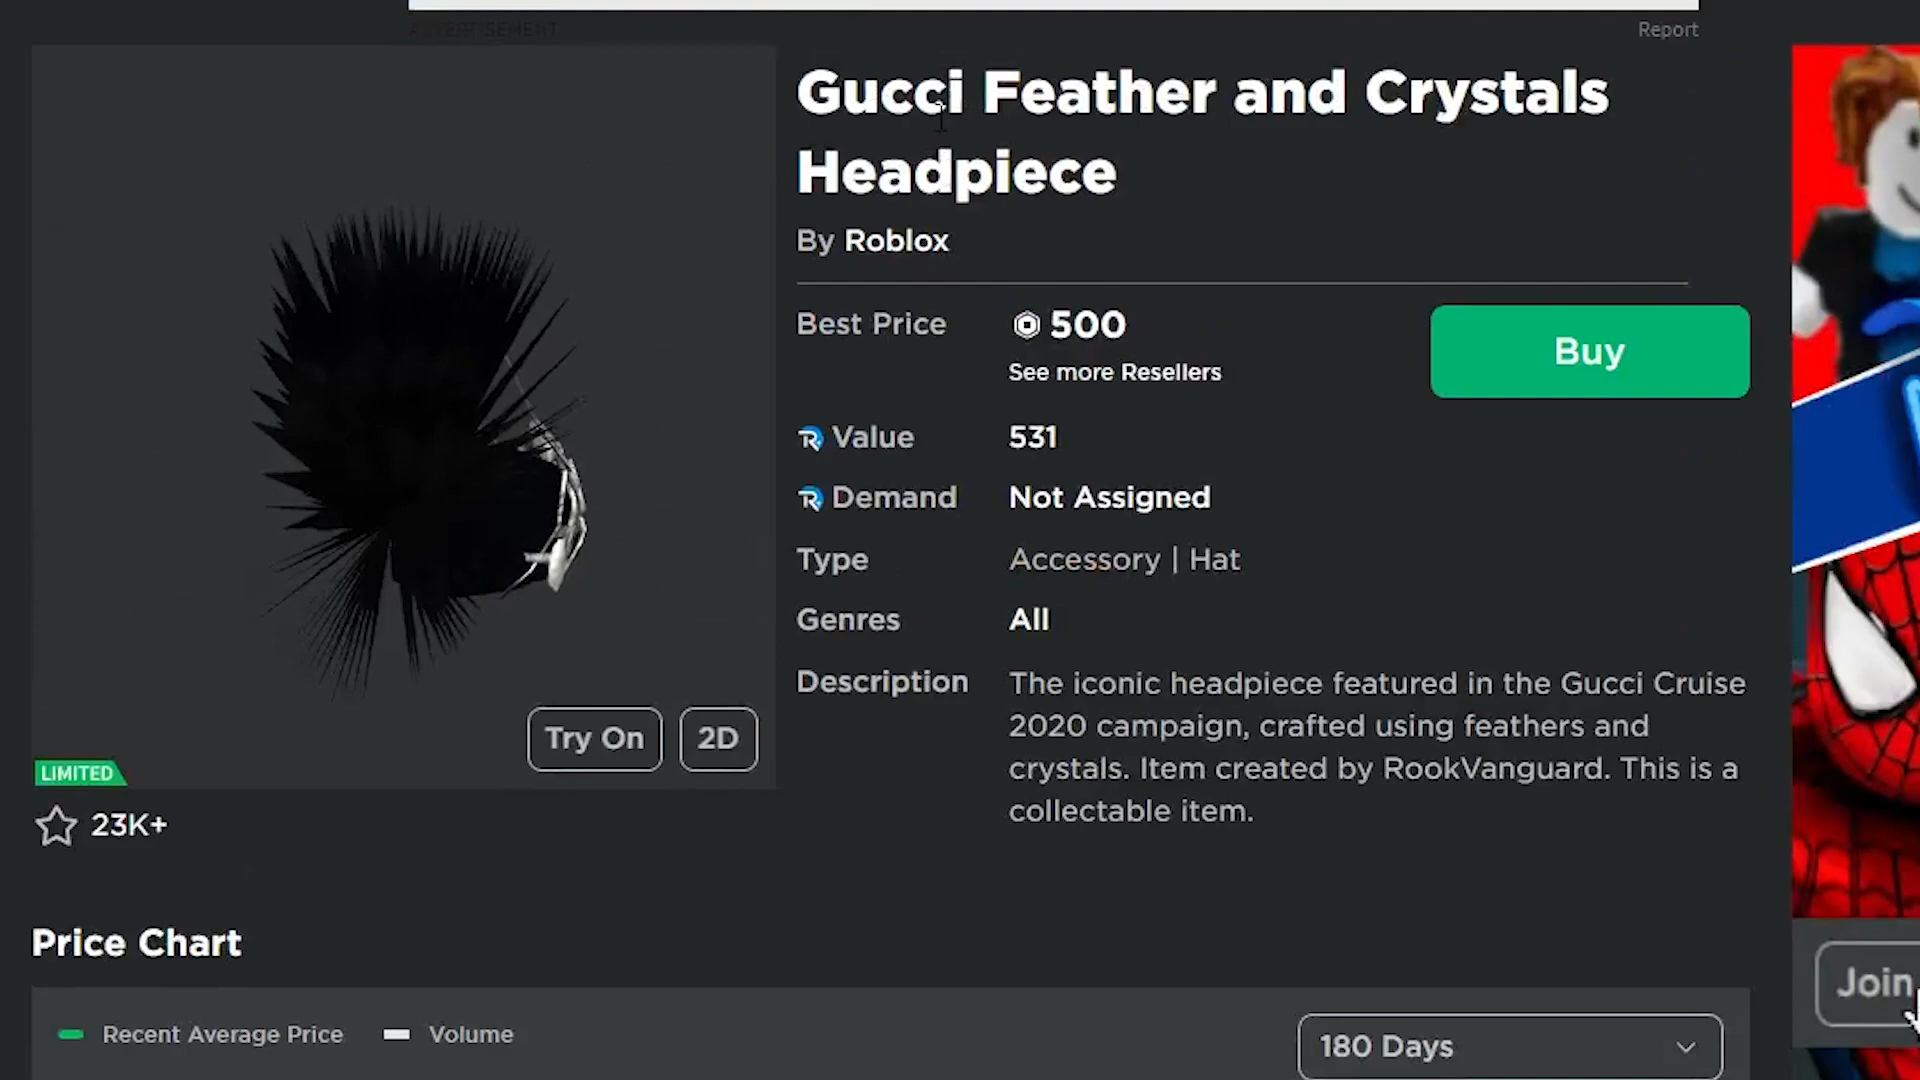 ADVERTISEMENT
Report
Gucci Feather and Crystals
Headpiece
By Roblox
Best Price 500
Buy
See more Resellers
Value 531
Demand Not Assigned
Type Accessory | Hat
Genres All
Description The iconic headpiece featured in the Gucci Cruise
2020 campaign, crafted using feathers and
crystals. Item created by RookVanguard. This is a
collectable item.
Try On 2D
LIMITED
23K+
Price Chart
Recent Average Price Volume
180 Days
Join